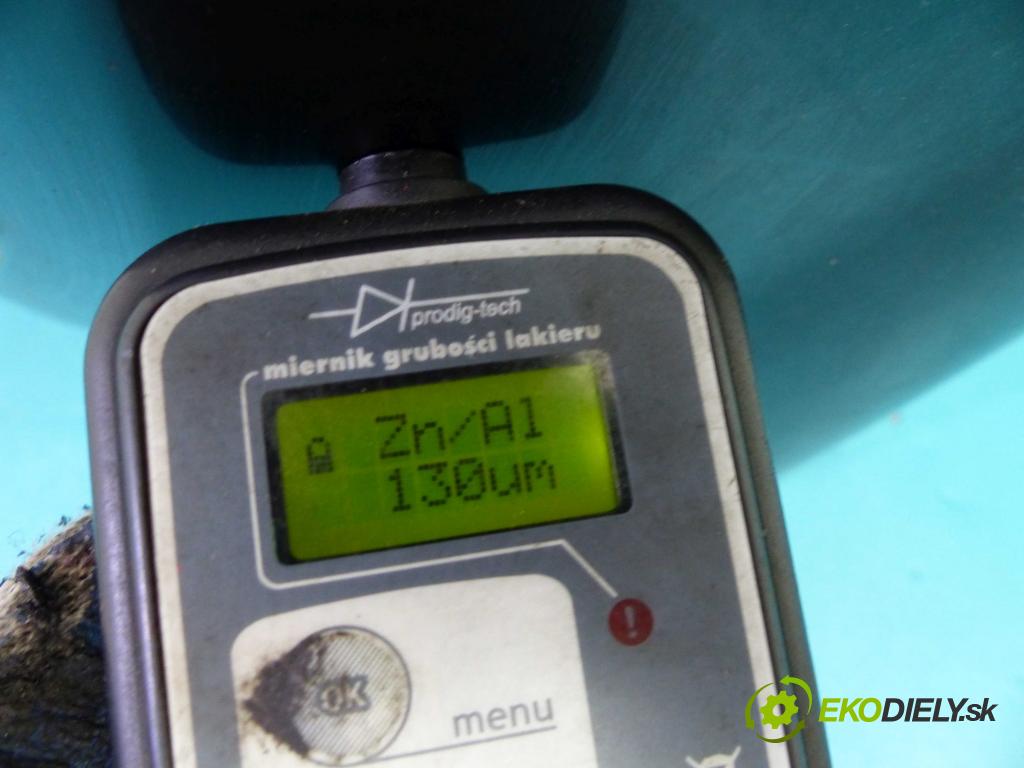 prodig-tech
miernik grubości lakieru
Zn/Al
130um
!
OK
menu
EKODIELY.sk